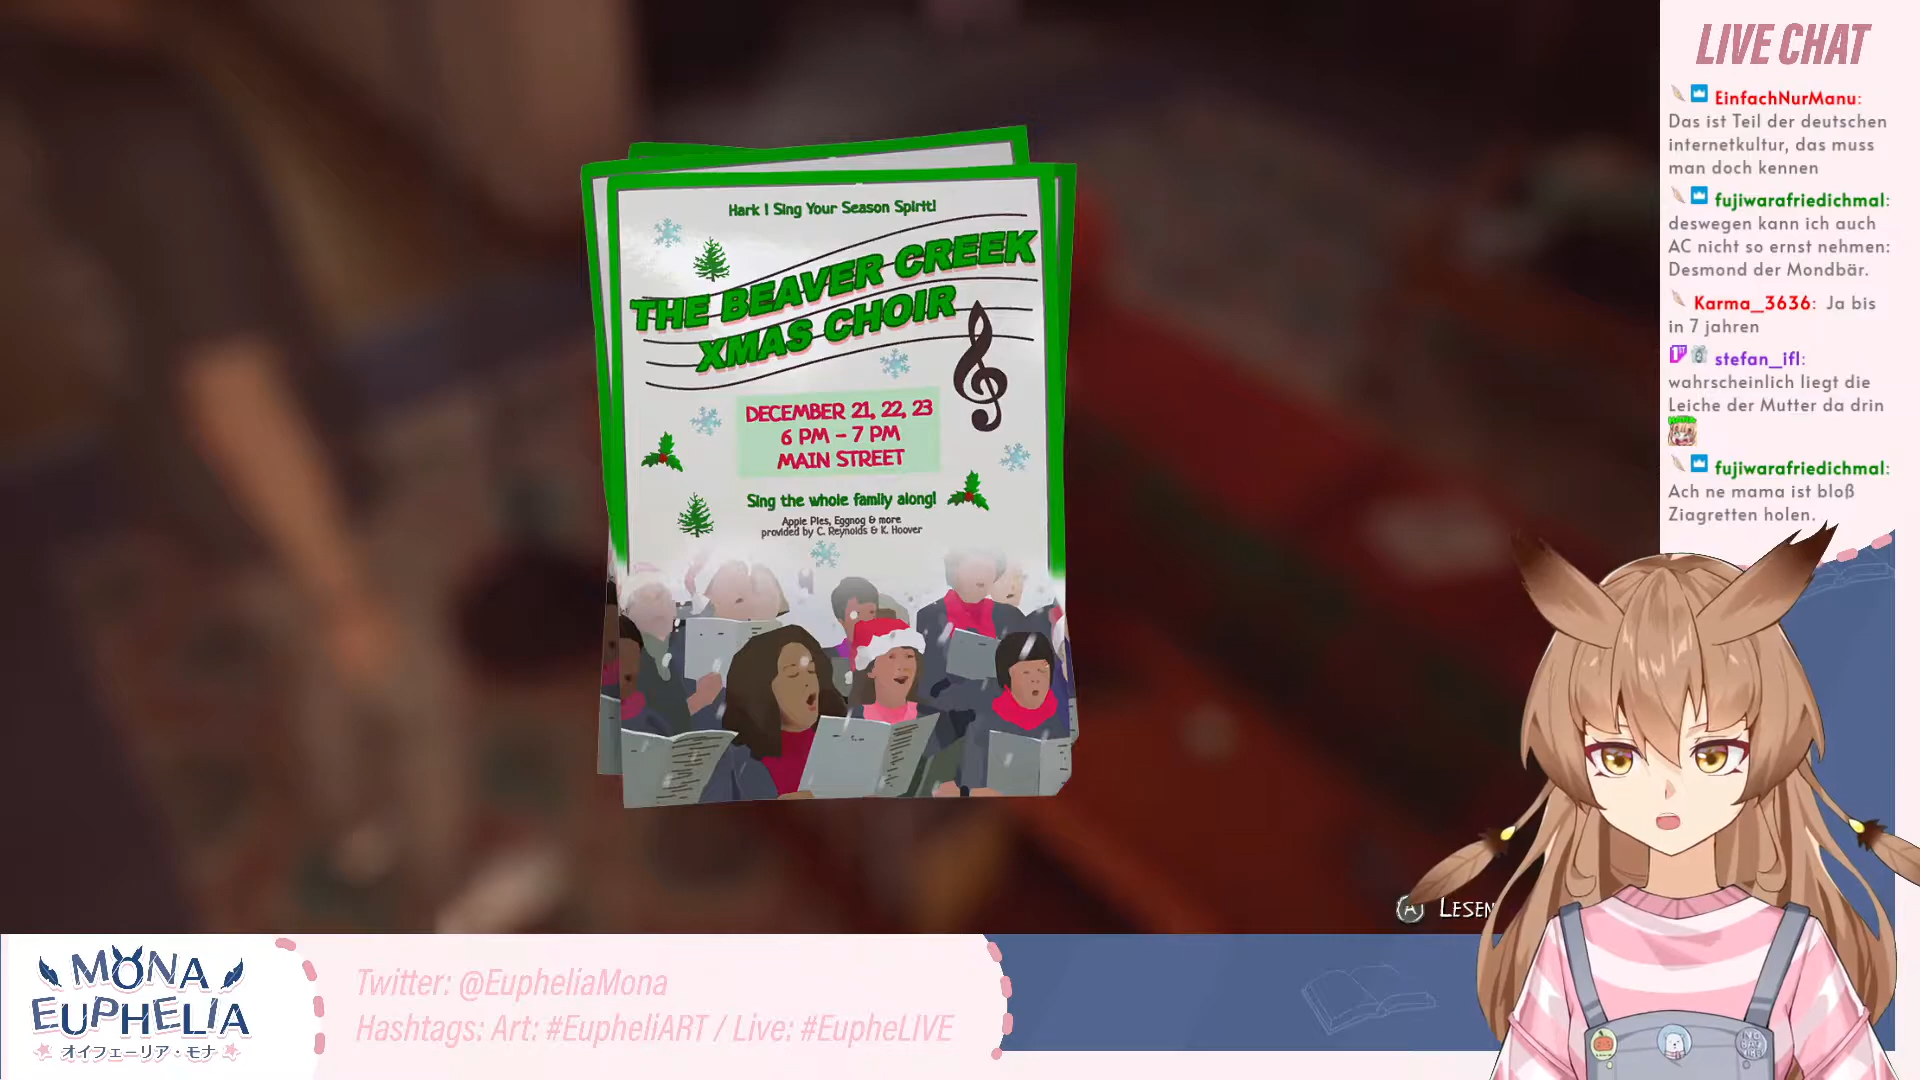 Hark! Sing Your Season Spirit!
THE BEAVER CREEK
XMAS CHOIR
DECEMBER 21, 22, 23
6 PM – 7 PM
MAIN STREET
Sing the whole family along!
Apple Pies, Eggnog & more
provided by C. Reynolds & K. Hoover
A LESEN
LIVE CHAT
EinfachNurManu:
Das ist Teil der deutschen
internetkultur, das muss
man doch kennen
fujiwarafriedichmal:
deswegen kann ich auch
AC nicht so ernst nehmen:
Desmond der Mondbär.
Karma_3636: Ja bis
in 7 jahren
stefan_ifl:
wahrscheinlich liegt die
Leiche der Mutter da drin
fujiwarafriedichmal:
Ach ne mama ist bloß
Ziagretten holen.
MONA
EUPHELIA
オイフェーリア・モナ
Twitter: @EupheliaMona
Hashtags: Art: #EupheliART / Live: #EupheLIVE